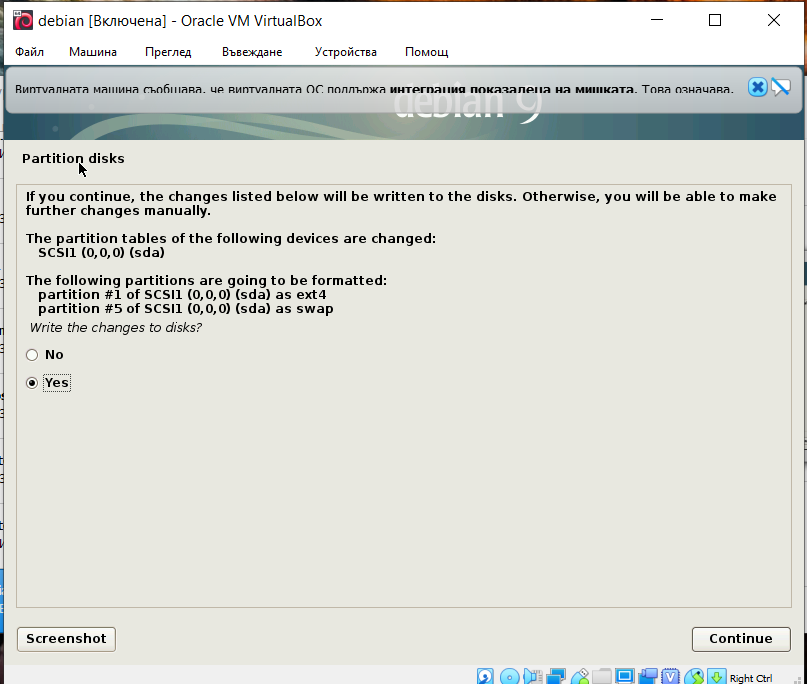 debian [Включена] - Oracle VM VirtualBox
Файл Машина Преглед Въвеждане Устройства Помощ
Виртуалната машина съобщава, че виртуалната ОС поддържа интеграция показалеца на мишката. Това означава,
debian 9
Partition disks
If you continue, the changes listed below will be written to the disks. Otherwise, you will be able to make
further changes manually.
The partition tables of the following devices are changed:
SCSI1 (0,0,0) (sda)
The following partitions are going to be formatted:
partition #1 of SCSI1 (0,0,0) (sda) as ext4
partition #5 of SCSI1 (0,0,0) (sda) as swap
Write the changes to disks?
No
Yes
Screenshot Continue
Right Ctrl